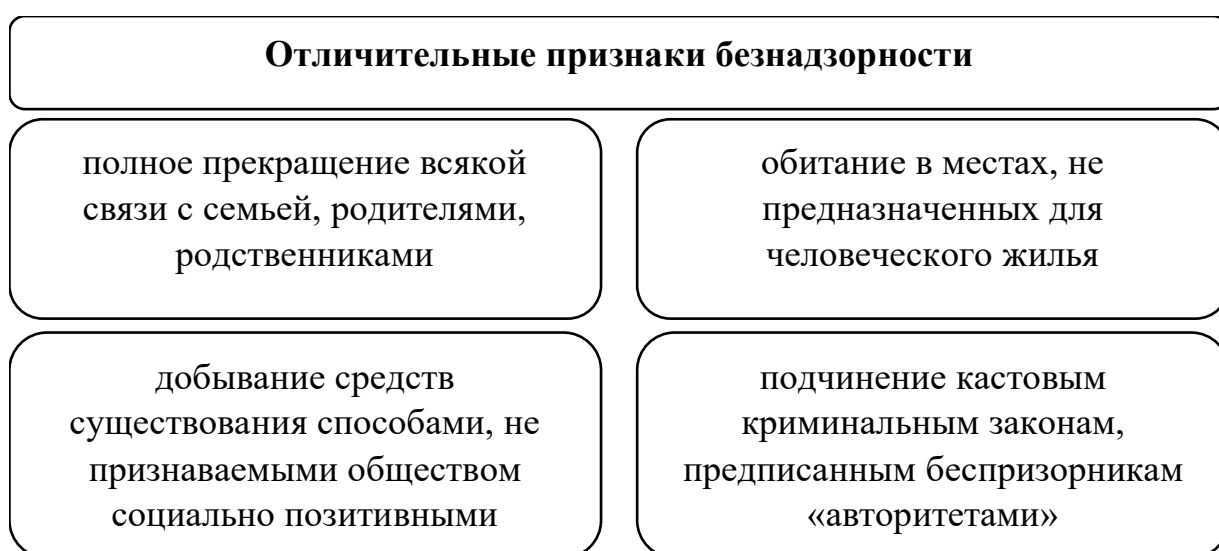 Отличительные признаки безнадзорности
полное прекращение всякой
связи с семьей, родителями,
родственниками
обитание в местах, не
предназначенных для
человеческого жилья
добывание средств
существования способами, не
признаваемыми обществом
социально позитивными
подчинение кастовым
криминальным законам,
предписанным беспризорникам
«авторитетами»